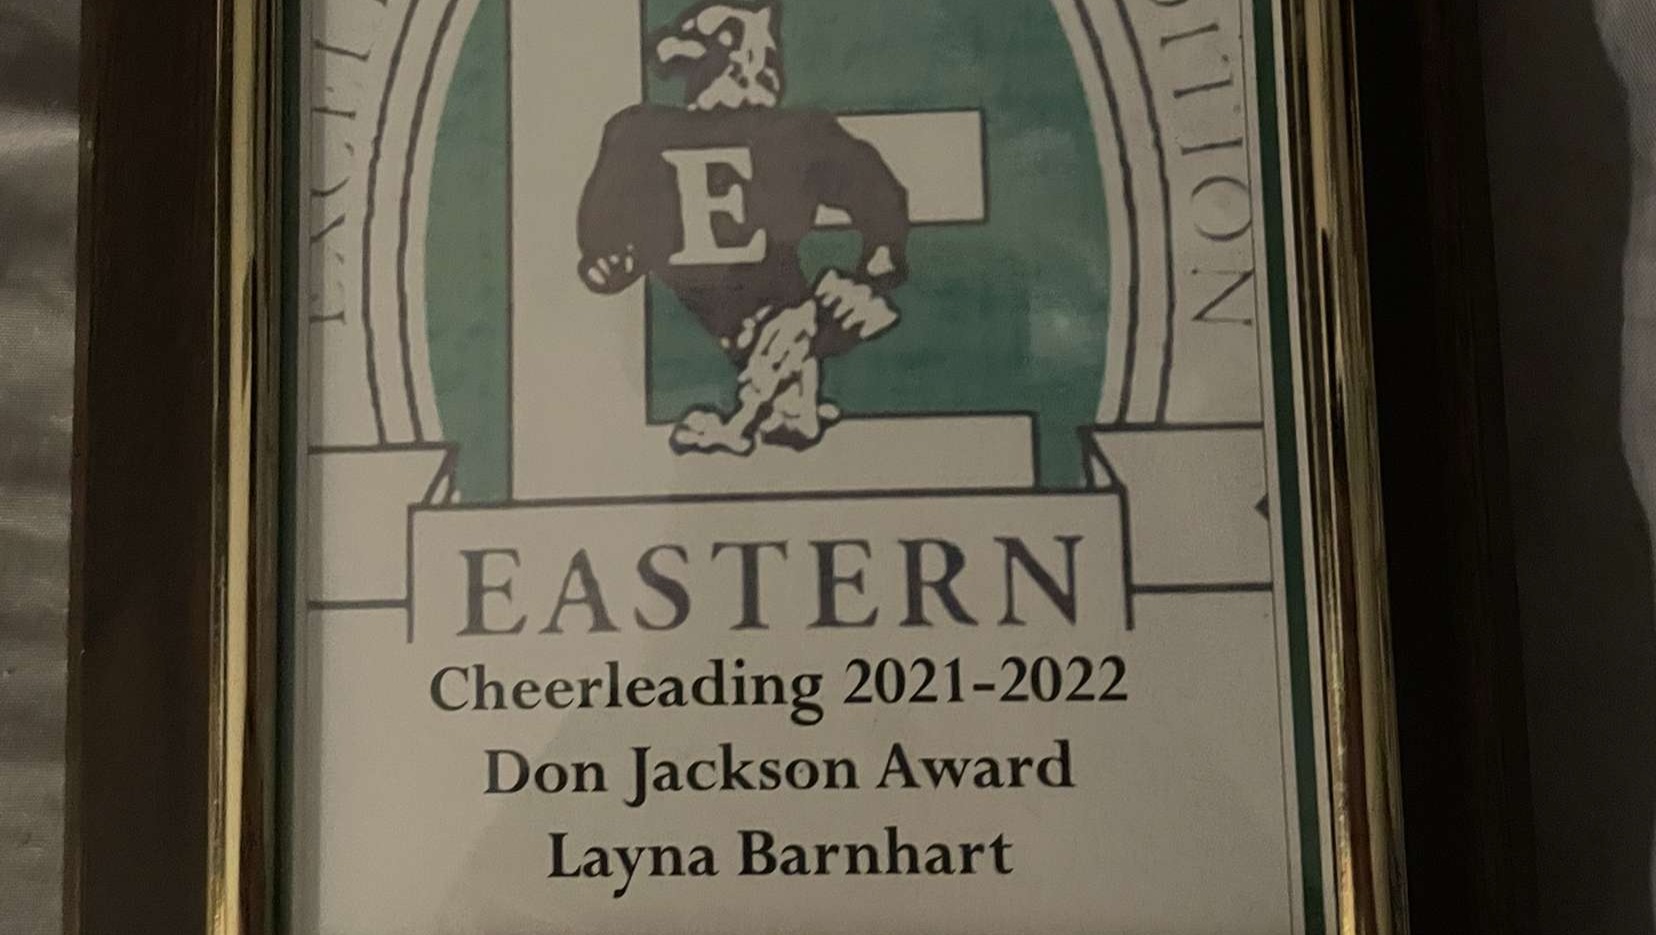 E
EASTERN
Cheerleading 2021-2022
Don Jackson Award
Layna Barnhart